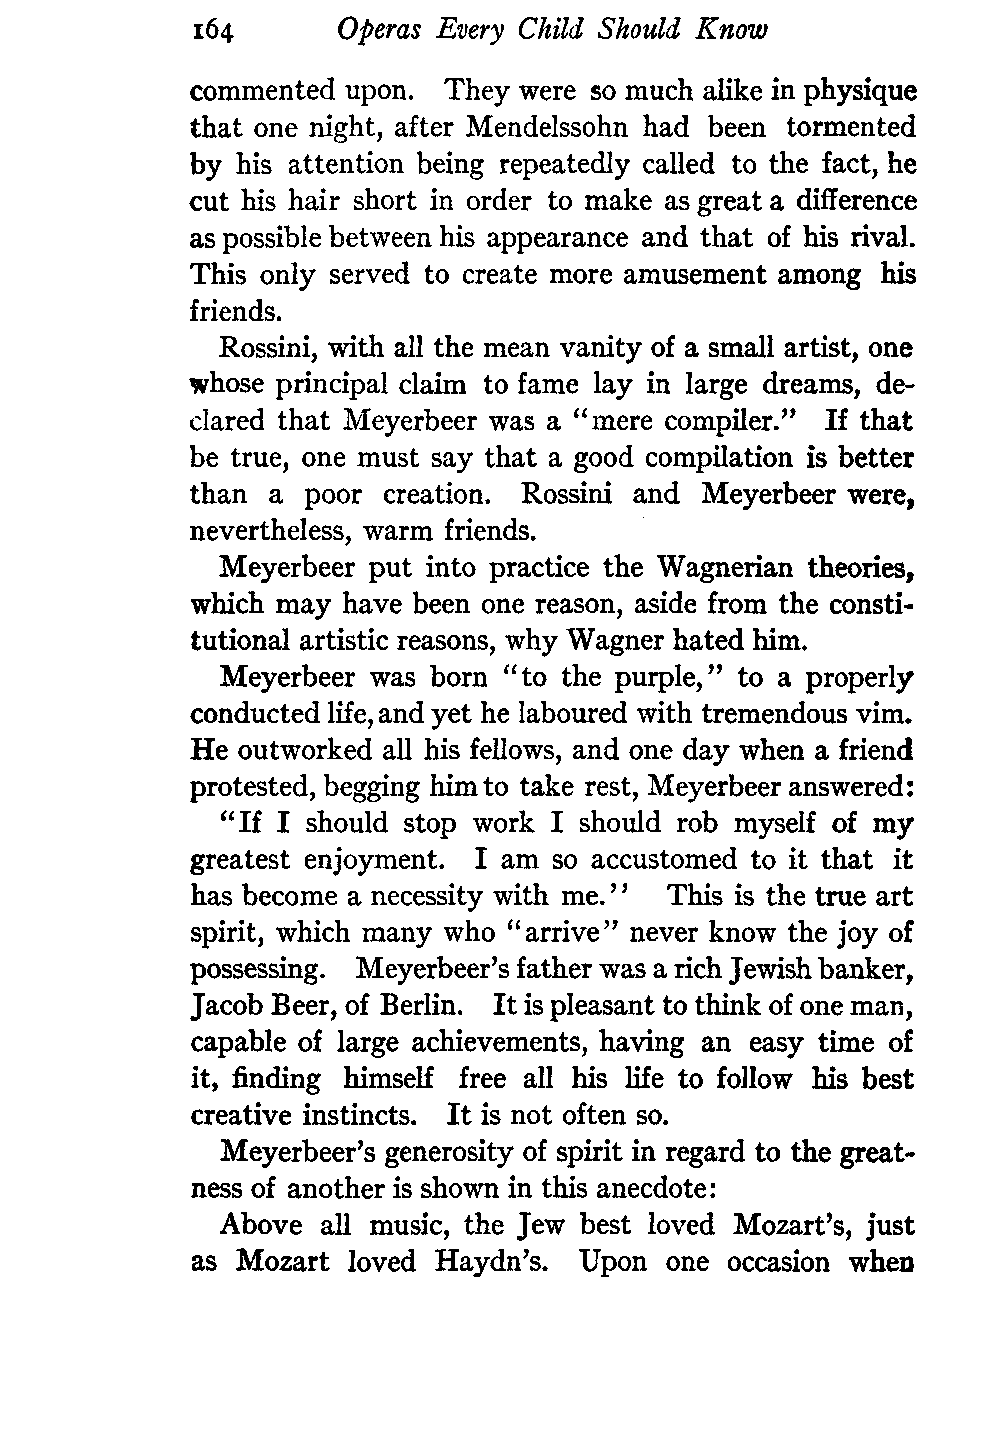 164 Operas Every Child Should Know
commented upon. They were so much alike in physique
that one night, after Mendelssohn had been tormented
by his attention being repeatedly called to the fact, he
cut his hair short in order to make as great a difference
as possible between his appearance and that of his rival.
This only served to create more amusement among his
friends.
Rossini, with all the mean vanity of a small artist, one
whose principal claim to fame lay in large dreams, de-
clared that Meyerbeer was a "mere compiler." If that
be true, one must say that a good compilation is better
than a poor creation. Rossini and Meyerbeer were,
nevertheless, warm friends.
Meyerbeer put into practice the Wagnerian theories,
which may have been one reason, aside from the consti-
tutional artistic reasons, why Wagner hated him.
Meyerbeer was born "to the purple," to a properly
conducted life, and yet he laboured with tremendous vim.
He outworked all his fellows, and one day when a friend
protested, begging him to take rest, Meyerbeer answered:
"If I should stop work I should rob myself of my
greatest enjoyment. I am so accustomed to it that it
has become a necessity with me." This is the true art
spirit, which many who "arrive" never know the joy of
possessing. Meyerbeer's father was a rich Jewish banker,
Jacob Beer, of Berlin. It is pleasant to think of one man,
capable of large achievements, having an easy time of
it, finding himself free all his life to follow his best
creative instincts. It is not often so.
Meyerbeer's generosity of spirit in regard to the great-
ness of another is shown in this anecdote:
Above all music, the Jew best loved Mozart's, just
as Mozart loved Haydn's. Upon one occasion when